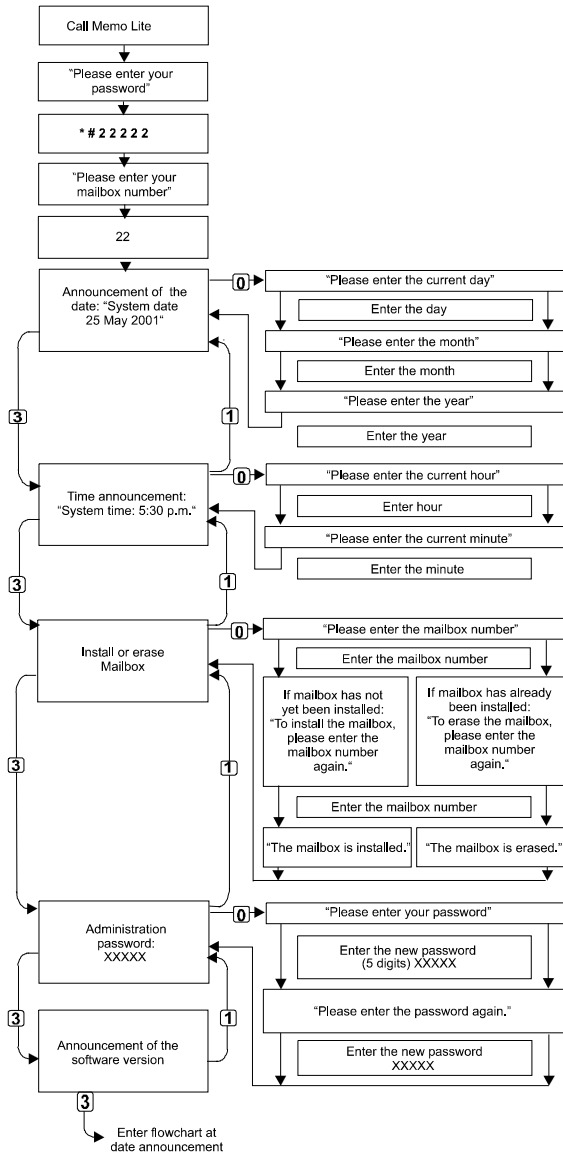 Call Memo Lite
“Please enter your
password”
* # 2 2 2 2 2
“Please enter your
mailbox number”
22
Announcement of the
date: “System date
25 May 2001“
0
“Please enter the current day”
Enter the day
“Please enter the month”
Enter the month
“Please enter the year”
Enter the year
3
1
Time announcement:
“System time: 5:30 p.m.“
0
“Please enter the current hour”
Enter hour
“Please enter the current minute”
Enter the minute
3
1
Install or erase
Mailbox
0
“Please enter the mailbox number”
Enter the mailbox number
If mailbox has not
yet been installed:
“To install the mailbox,
please enter the
mailbox number
again.“
If mailbox has already
been installed:
“To erase the mailbox,
please enter the
mailbox number
again.“
Enter the mailbox number
“The mailbox is installed.”
“The mailbox is erased.”
3
1
Administration
password:
XXXXX
0
“Please enter your password”
Enter the new password
(5 digits) XXXXX
“Please enter the password again.”
Enter the new password
XXXXX
3
1
Announcement of the
software version
3
Enter flowchart at
date announcement